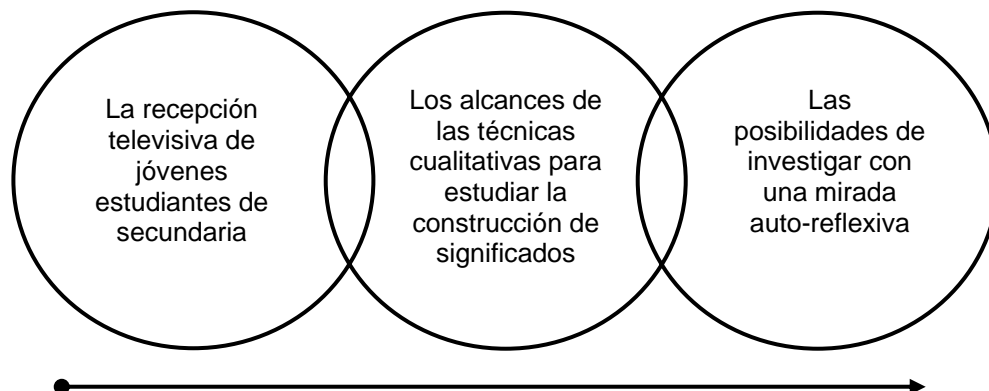 La recepción
televisiva de
jóvenes
estudiantes de
secundaria
Los alcances de
las técnicas
cualitativas para
estudiar la
construcción de
significados
Las
posibilidades de
investigar con
una mirada
auto-reflexiva